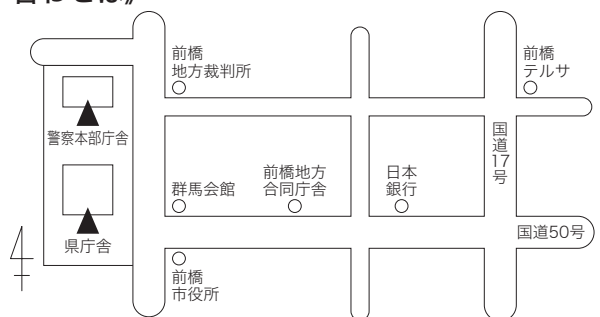 前橋
地方裁判所
前橋
テルサ
警察本部庁舎
国道17号
群馬会館
前橋地方
合同庁舎
日本
銀行
県庁舎
国道50号
前橋
市役所